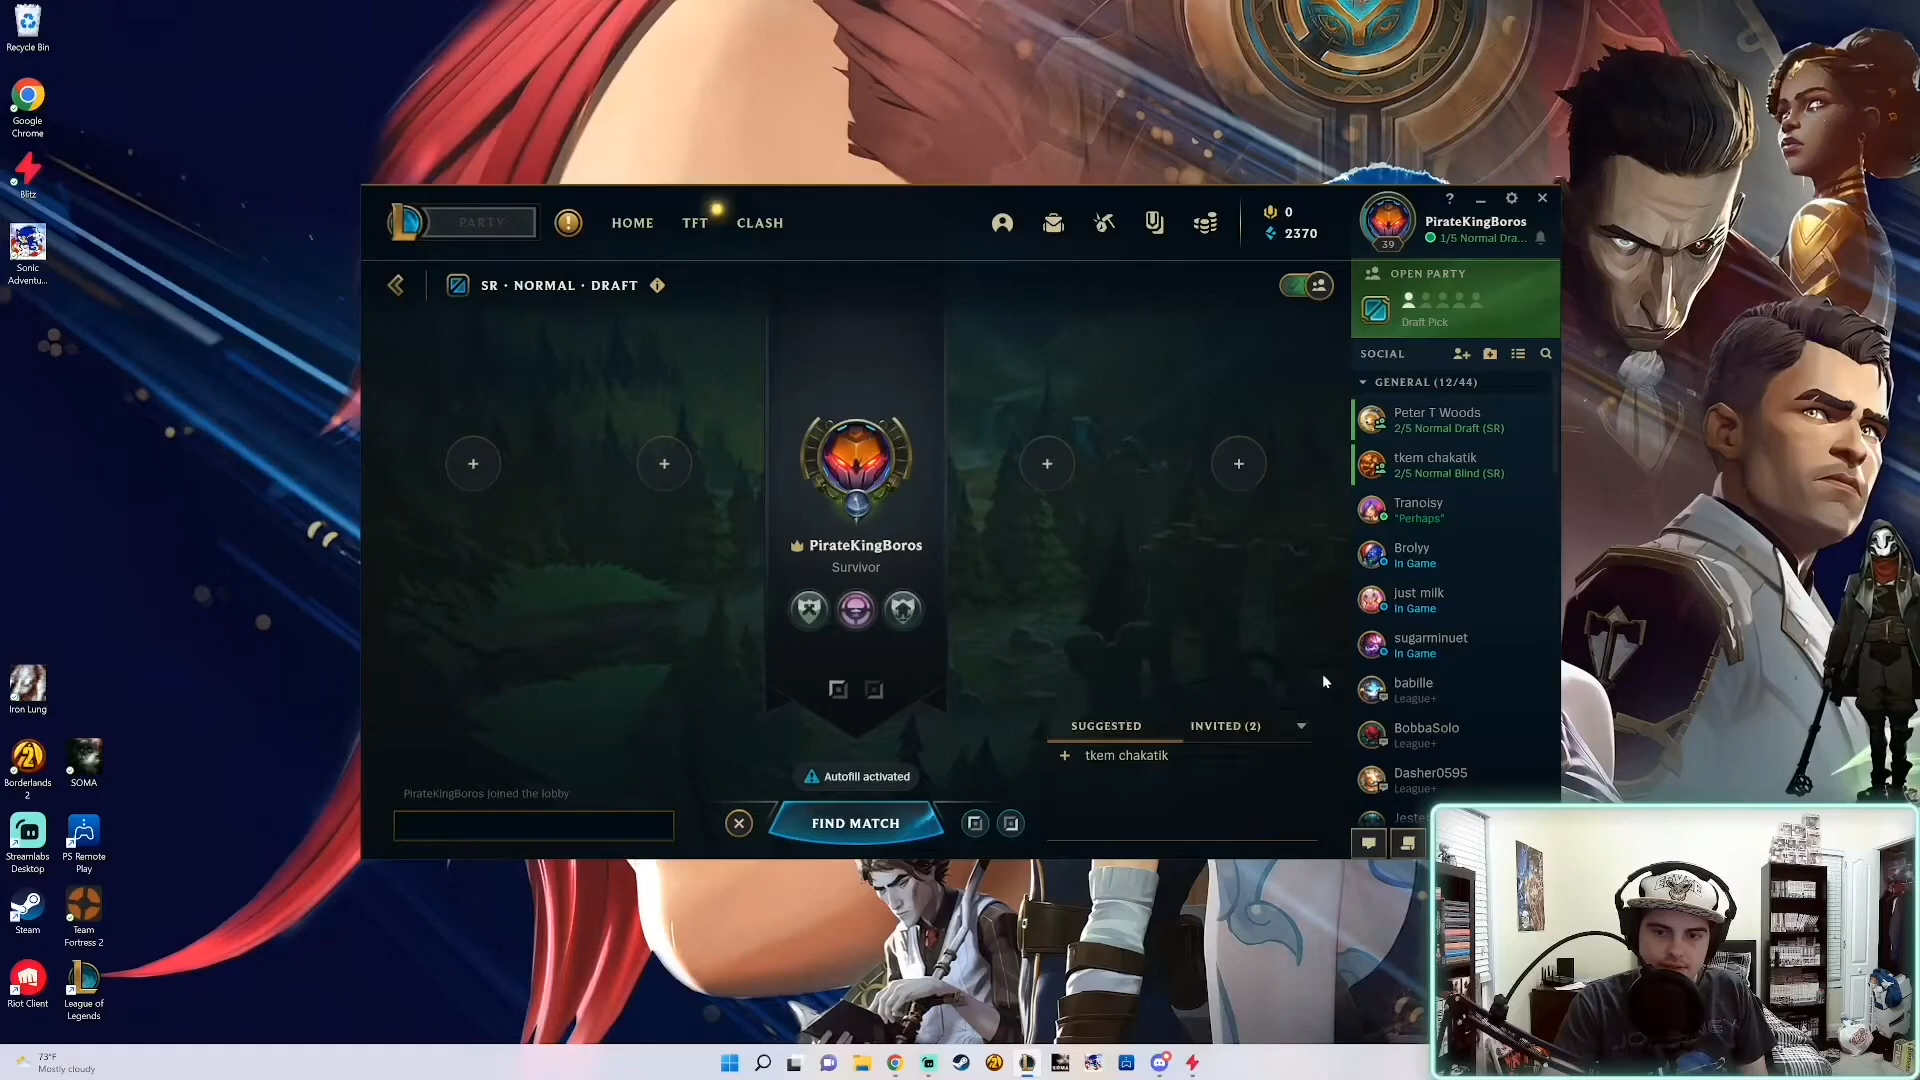 Recycle Bin
Google
Chrome
Blitz
Sonic
Adventu...
Iron Lung
Borderlands
2
SOMA
Streamlabs
Desktop
PS Remote
Play
Steam
Team
Fortress 2
Riot Client
League of
Legends
PARTY
HOME
TFT
CLASH
0
2370
39
PirateKingBoros
1/5 Normal Dra...
SR · NORMAL · DRAFT
OPEN PARTY
Draft Pick
SOCIAL
GENERAL (12/44)
Peter T Woods
2/5 Normal Draft (SR)
tkem chakatik
2/5 Normal Blind (SR)
Tranoisy
"Perhaps"
Brolyy
In Game
just milk
In Game
sugarminuet
In Game
babille
League+
BobbaSolo
League+
Dasher0595
League+
PirateKingBoros
Survivor
SUGGESTED
INVITED (2)
+ tkem chakatik
Autofill activated
PirateKingBoros joined the lobby
FIND MATCH
73°F
Mostly cloudy